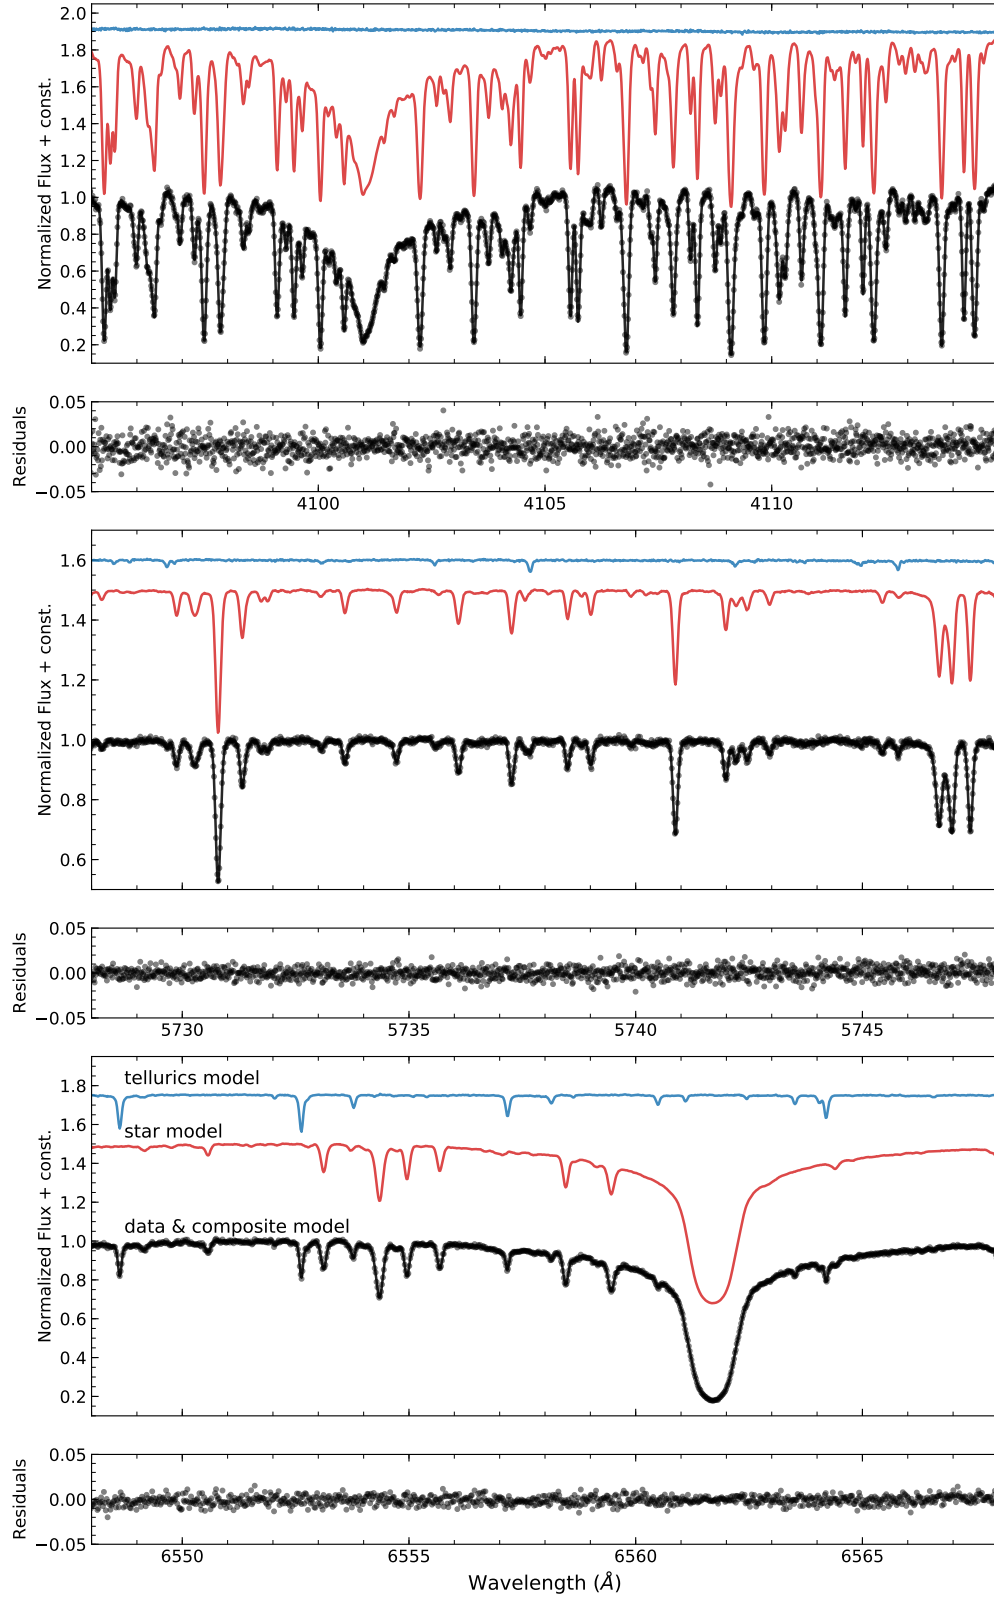 2.0
1.8
1.6
1.4
1.2
1.0
0.8
0.6
0.4
0.2
Normalized Flux + const.
0.05
0.00
−0.05
Residuals
4100 4105 4110
1.6
1.4
1.2
1.0
0.8
0.6
Normalized Flux + const.
0.05
0.00
−0.05
Residuals
5730 5735 5740 5745
tellurics model
star model
data & composite model
1.8
1.6
1.4
1.2
1.0
0.8
0.6
0.4
0.2
Normalized Flux + const.
0.05
0.00
−0.05
Residuals
6550 6555 6560 6565
Wavelength (Å)